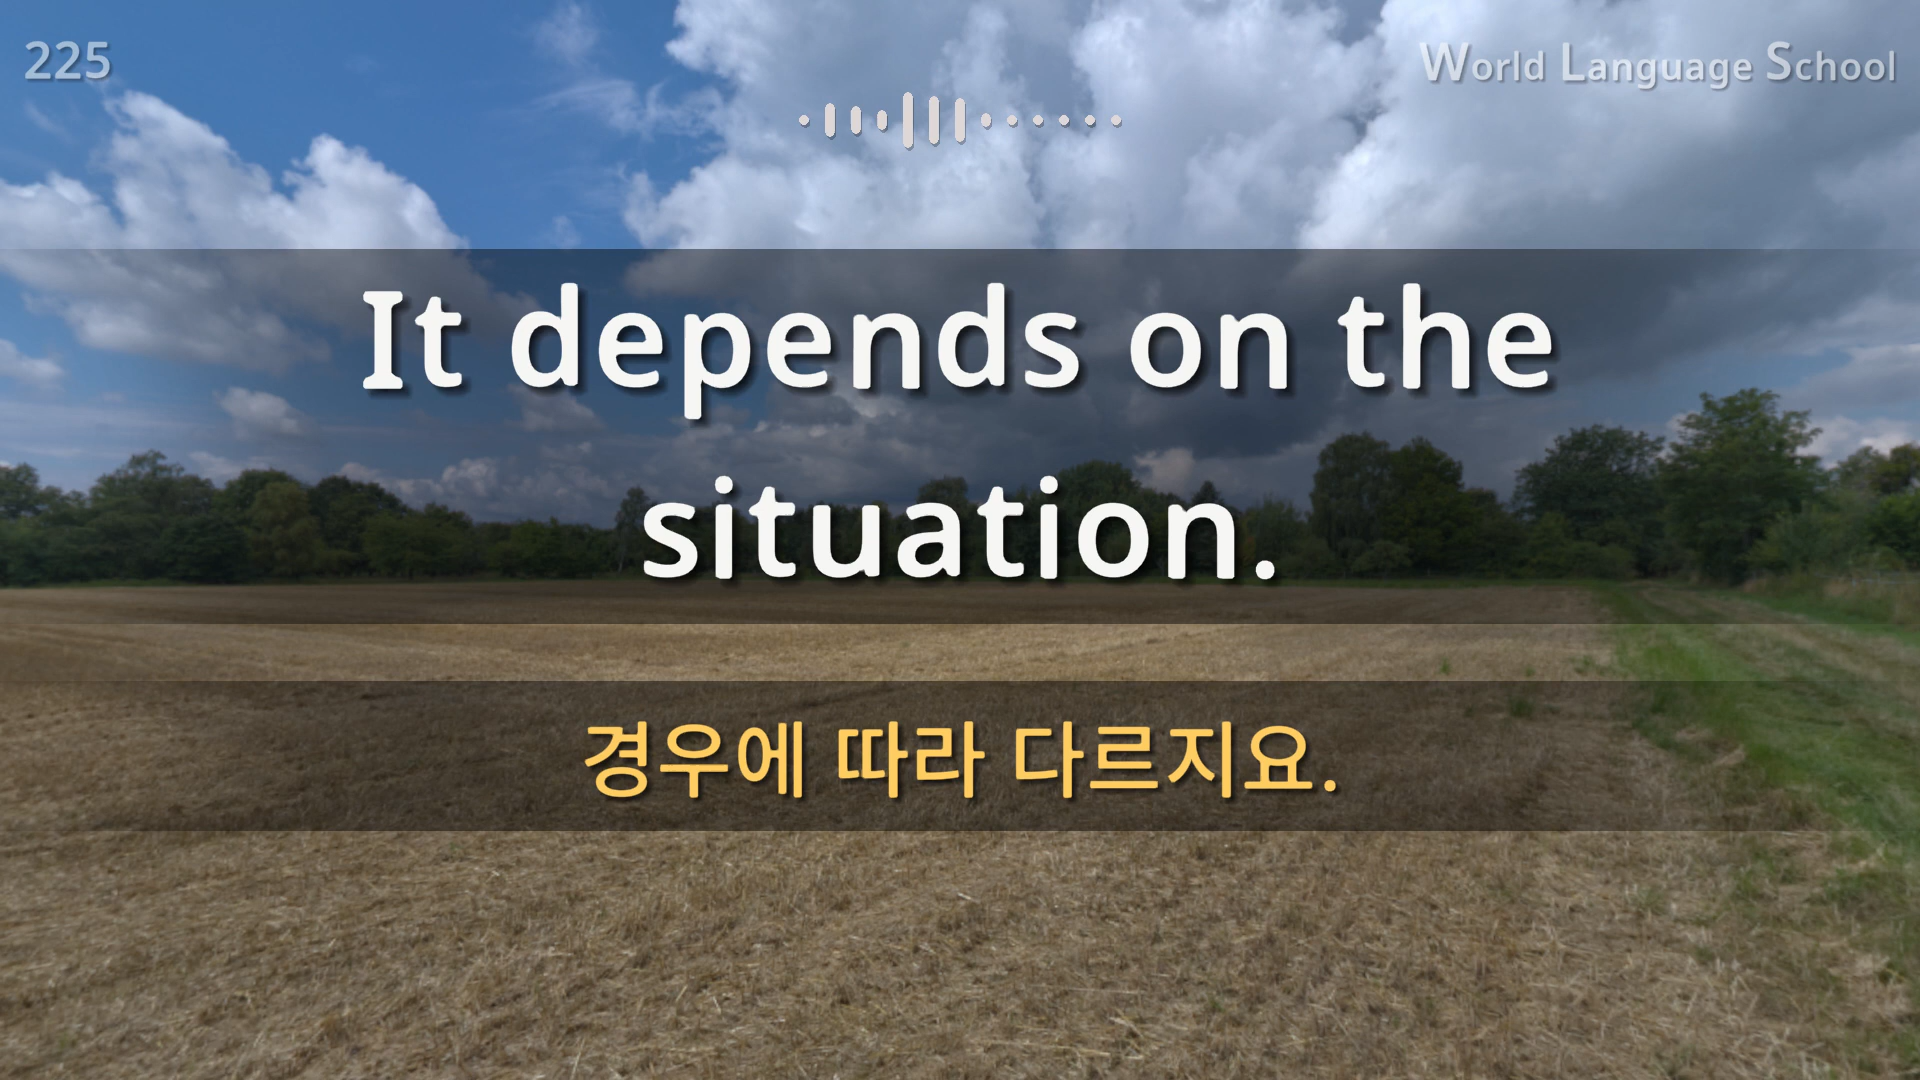 225
World Language School
It depends on the
situation.
경우에 따라 다르지요.